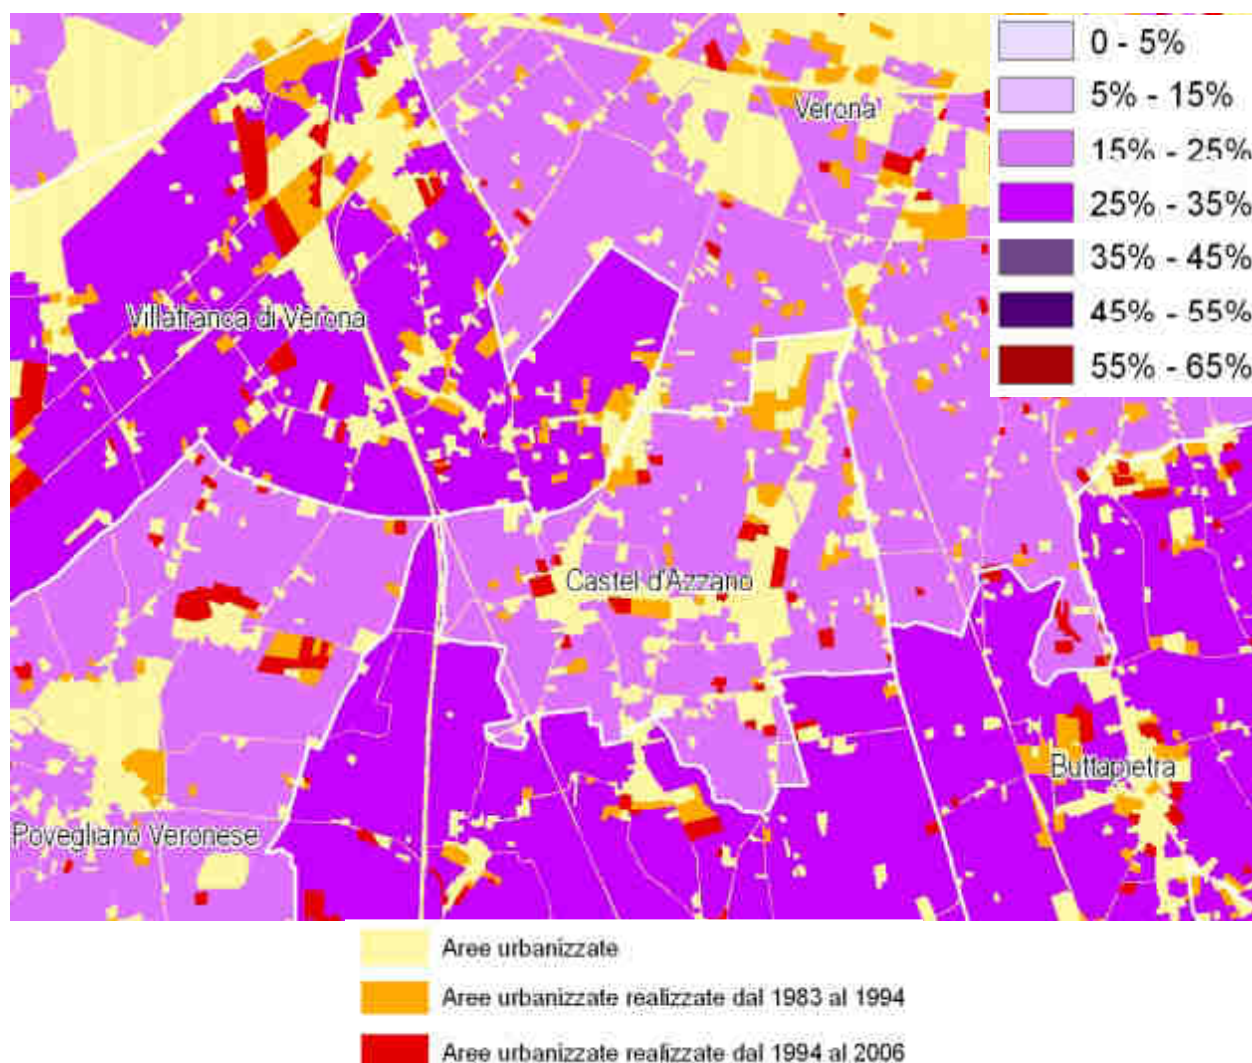 0 - 5%
5% - 15%
15% - 25%
25% - 35%
35% - 45%
45% - 55%
55% - 65%
Verona
Villafranca di Verona
Castel d'Azzano
Buttapietra
Povegliano Veronese
Aree urbanizzate
Aree urbanizzate realizzate dal 1983 al 1994
Aree urbanizzate realizzate dal 1994 al 2006